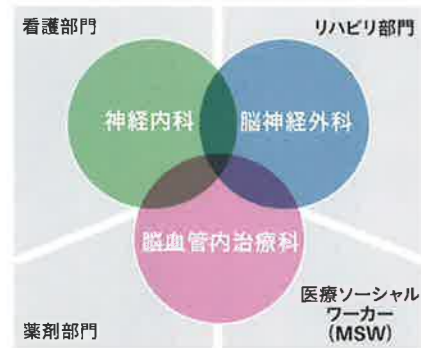 看護部門
リハビリ部門
神経内科
脳神経外科
脳血管内治療科
薬剤部門
医療ソーシャル
ワーカー
(MSW)